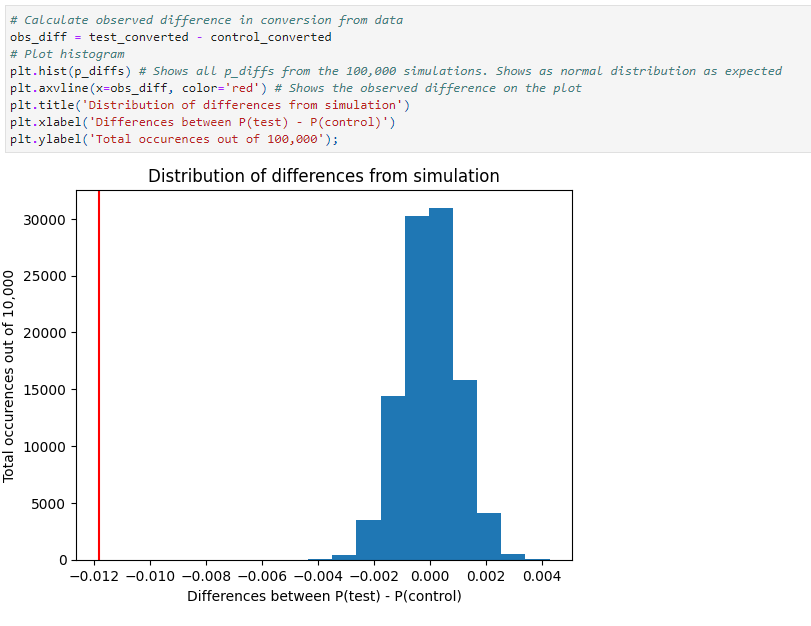 # Calculate observed difference in conversion from data
obs_diff = test_converted - control_converted
# Plot histogram
plt.hist(p_diffs) # Shows all p_diffs from the 100,000 simulations. Shows as normal distribution as expected
plt.axvline(x=obs_diff, color='red') # Shows the observed difference on the plot
plt.title('Distribution of differences from simulation')
plt.xlabel('Differences between P(test) - P(control)')
plt.ylabel('Total occurences out of 100,000');
Distribution of differences from simulation
Total occurences out of 10,000
30000
25000
20000
15000
10000
5000
0
−0.012 −0.010 −0.008 −0.006 −0.004 −0.002 0.000 0.002 0.004
Differences between P(test) - P(control)